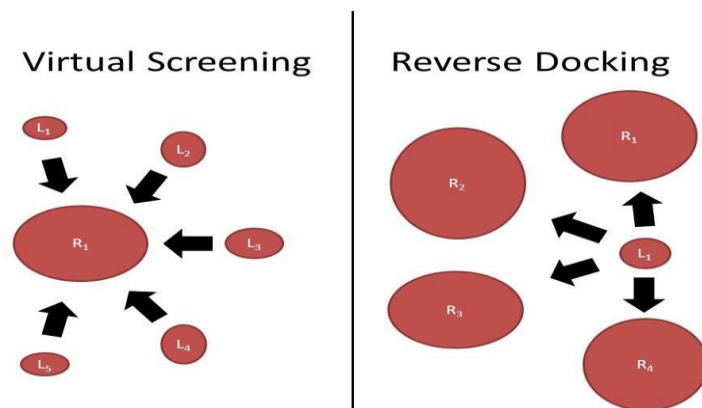 Virtual Screening
L₁
L₂
R₁
L₃
L₄
L₅
Reverse Docking
R₁
R₂
L₁
R₃
R₄